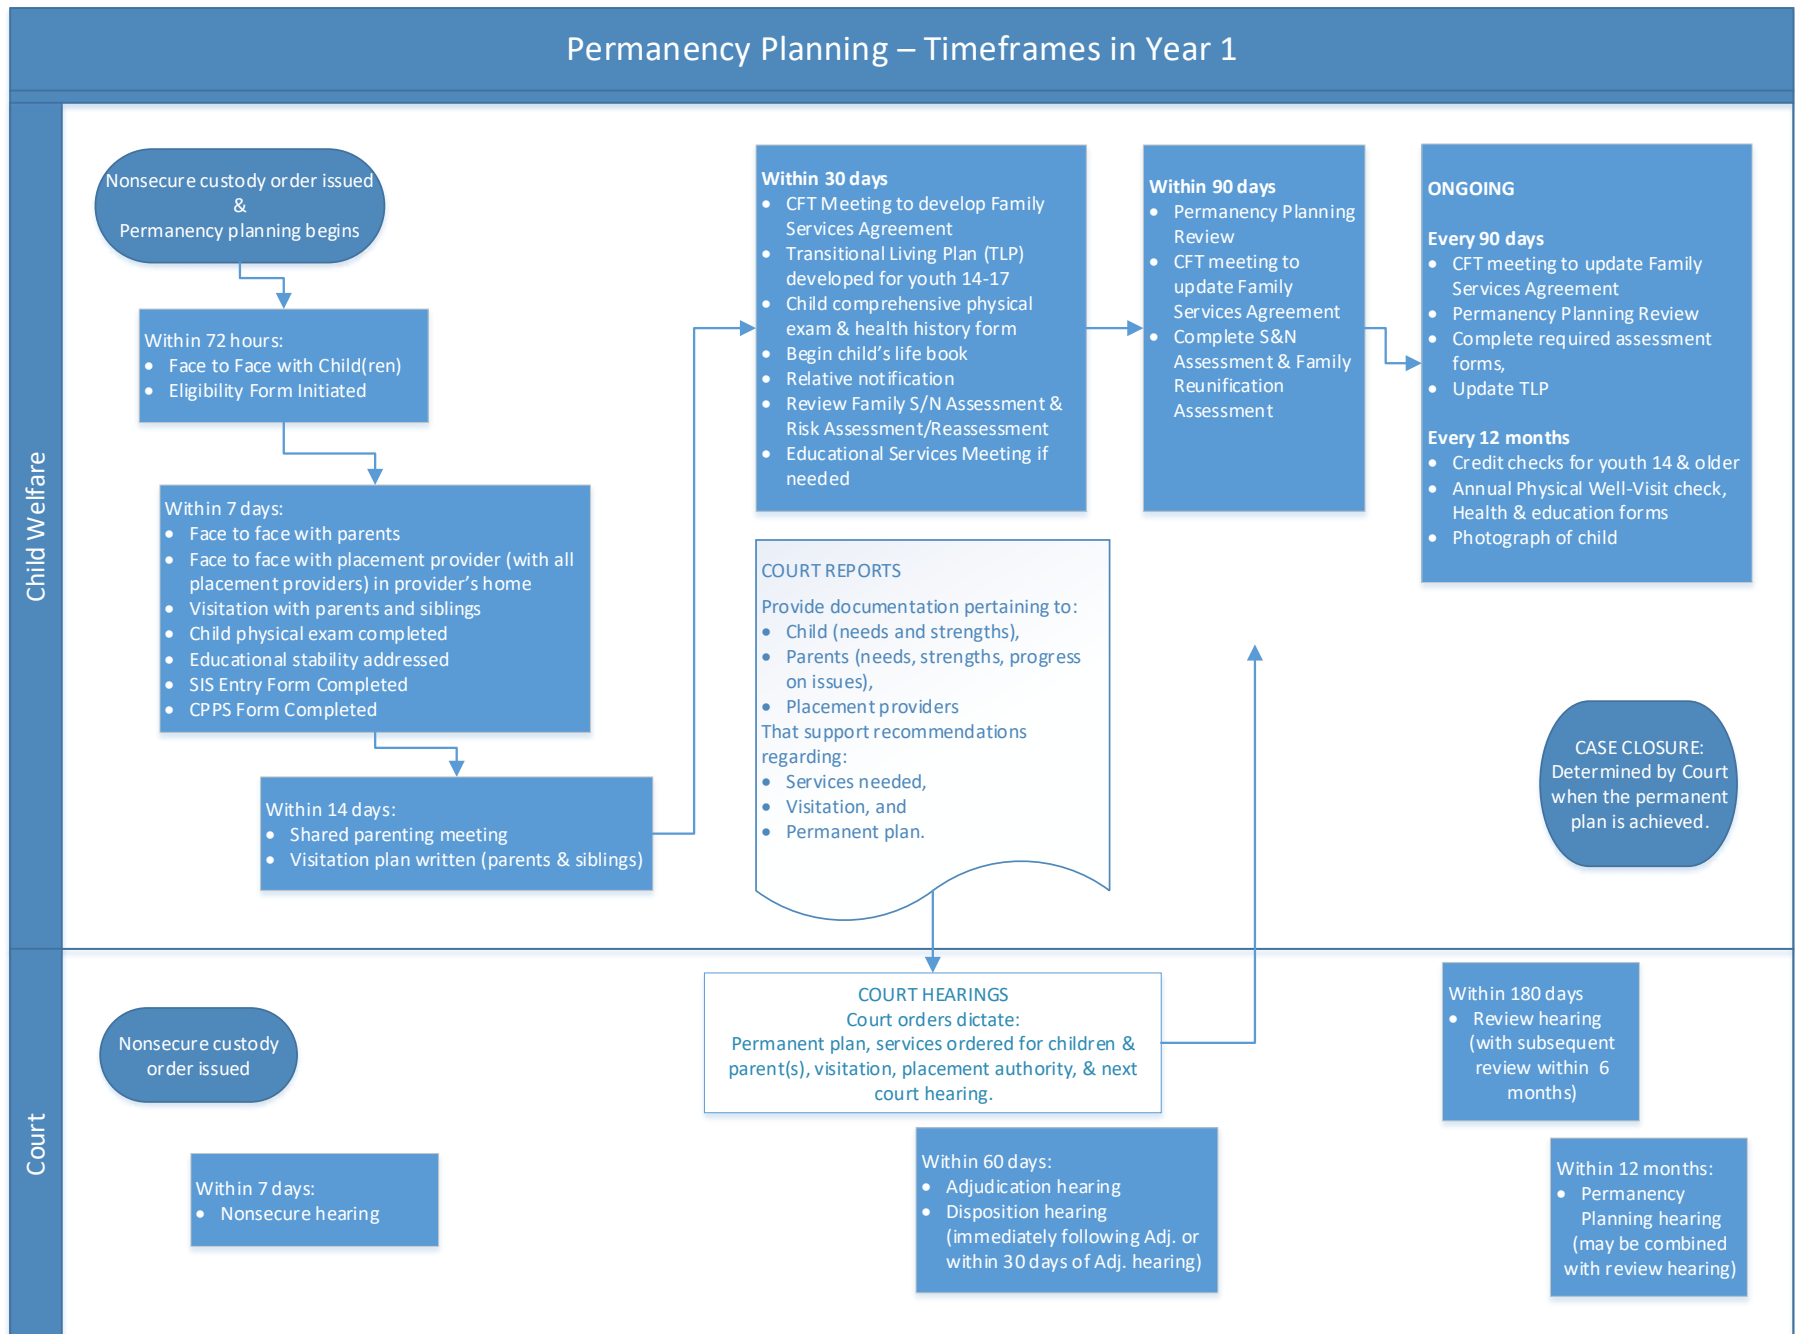 Permanency Planning – Timeframes in Year 1
Child Welfare
Nonsecure custody order issued
&
Permanency planning begins
Within 72 hours:
• Face to Face with Child(ren)
• Eligibility Form Initiated
Within 7 days:
• Face to face with parents
• Face to face with placement provider (with all
placement providers) in provider’s home
• Visitation with parents and siblings
• Child physical exam completed
• Educational stability addressed
• SIS Entry Form Completed
• CPPS Form Completed
Within 14 days:
• Shared parenting meeting
• Visitation plan written (parents & siblings)
Within 30 days
• CFT Meeting to develop Family
Services Agreement
• Transitional Living Plan (TLP)
developed for youth 14-17
• Child comprehensive physical
exam & health history form
• Begin child’s life book
• Relative notification
• Review Family S/N Assessment &
Risk Assessment/Reassessment
• Educational Services Meeting if
needed
Within 90 days
• Permanency Planning
Review
• CFT meeting to
update Family
Services Agreement
• Complete S&N
Assessment & Family
Reunification
Assessment
ONGOING
Every 90 days
• CFT meeting to update Family
Services Agreement
• Permanency Planning Review
• Complete required assessment
forms,
• Update TLP
Every 12 months
• Credit checks for youth 14 & older
• Annual Physical Well-Visit check,
Health & education forms
• Photograph of child
COURT REPORTS
Provide documentation pertaining to:
• Child (needs and strengths),
• Parents (needs, strengths, progress
on issues),
• Placement providers
That support recommendations
regarding:
• Services needed,
• Visitation, and
• Permanent plan.
CASE CLOSURE:
Determined by Court
when the permanent
plan is achieved.
Court
Nonsecure custody
order issued
Within 7 days:
• Nonsecure hearing
COURT HEARINGS
Court orders dictate:
Permanent plan, services ordered for children &
parent(s), visitation, placement authority, & next
court hearing.
Within 60 days:
• Adjudication hearing
• Disposition hearing
(immediately following Adj. or
within 30 days of Adj. hearing)
Within 180 days
• Review hearing
(with subsequent
review within 6
months)
Within 12 months:
• Permanency
Planning hearing
(may be combined
with review hearing)